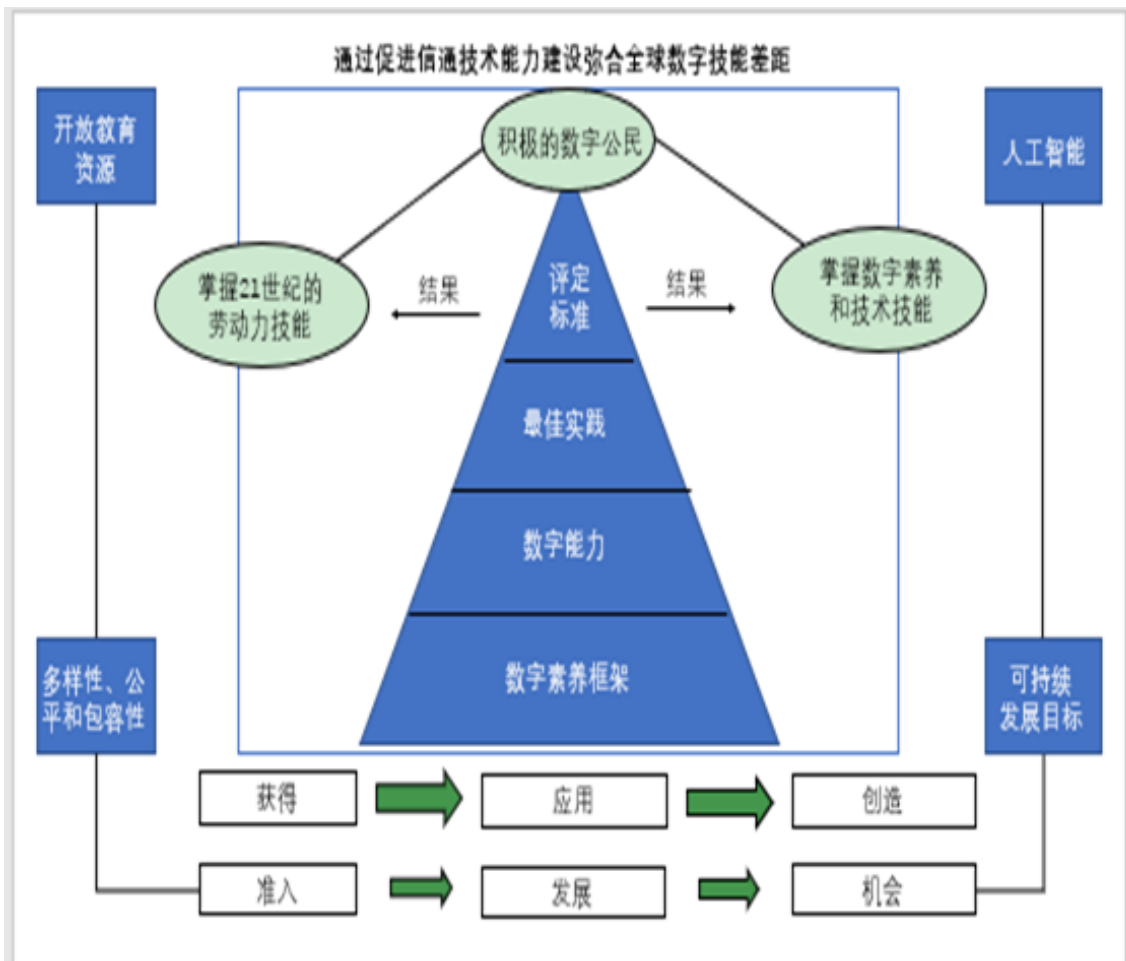 通过促进信通技术能力建设弥合全球数字技能差距
开放教育
资源
积极的数字公民
人工智能
掌握21世纪的
劳动力技能
结果
评定
标准
结果
掌握数字素养
和技术技能
最佳实践
数字能力
数字素养框架
多样性、公
平和包容性
可持续
发展目标
获得
应用
创造
准入
发展
机会